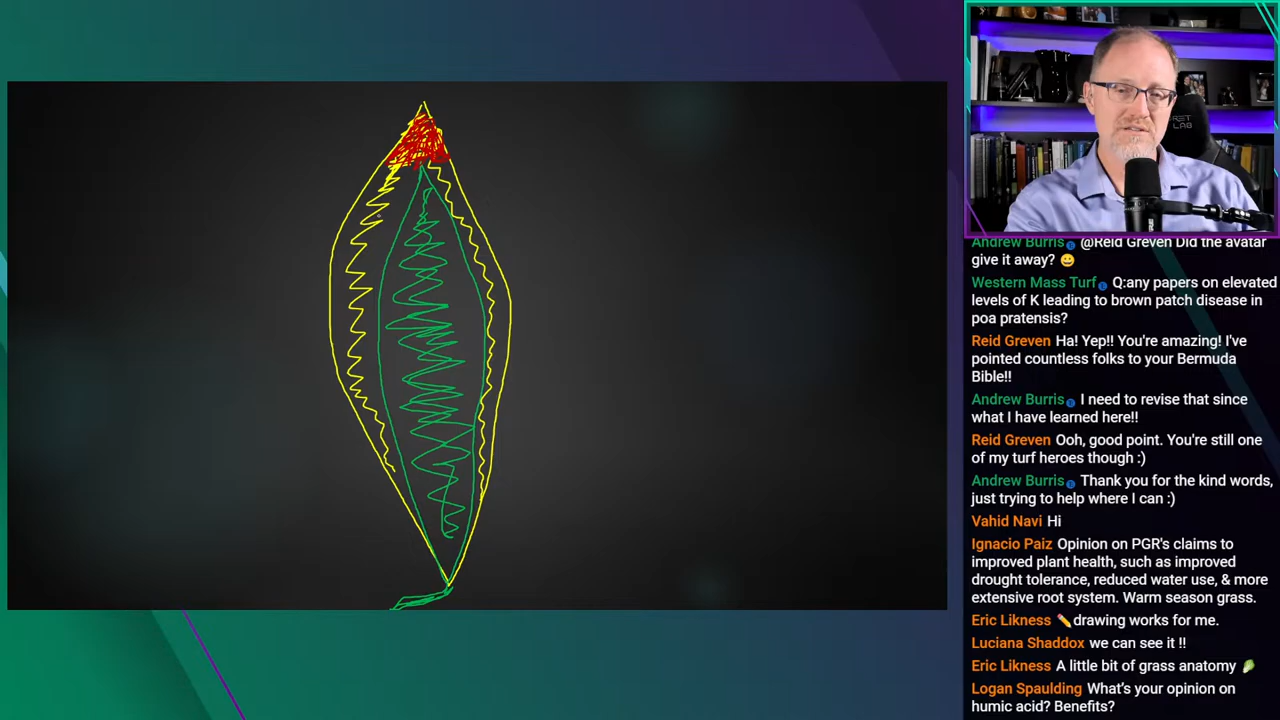 RET
LAB
Andrew Burris @Reid Greven Did the avatar
give it away? 😀
Western Mass Turf Q:any papers on elevated
levels of K leading to brown patch disease in
poa pratensis?
Reid Greven Ha! Yep!! You're amazing! I've
pointed countless folks to your Bermuda
Bible!!
Andrew Burris I need to revise that since
what I have learned here!!
Reid Greven Ooh, good point. You're still one
of my turf heroes though :)
Andrew Burris Thank you for the kind words,
just trying to help where I can :)
Vahid Navi Hi
Ignacio Paiz Opinion on PGR's claims to
improved plant health, such as improved
drought tolerance, reduced water use, & more
extensive root system. Warm season grass.
Eric Likness ✏️drawing works for me.
Luciana Shaddox we can see it !!
Eric Likness A little bit of grass anatomy 🥬
Logan Spaulding What's your opinion on
humic acid? Benefits?